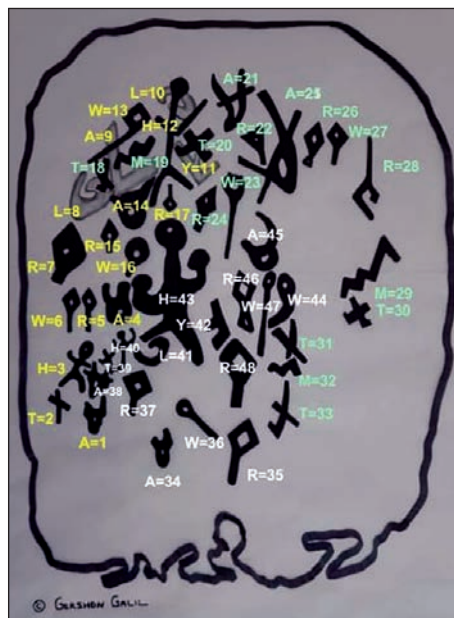 L=10
A=21
W=13
A=25
R=26
H=12
A=9
W=27
R=22
T=20
M=19
T=18
Y=11
R=28
W=23
L=8
A=14
R=17
R=24
R=15
A=45
W=16
R=7
R=46
M=29
H=43
W=47
W=44
T=30
W=6
R=5
A=4
Y=42
T=31
H=40
L=41
H=3
T=39
R=48
M=32
A=38
R=37
T=2
T=33
A=1
W=36
A=34
R=35
© GERSHON GALIL